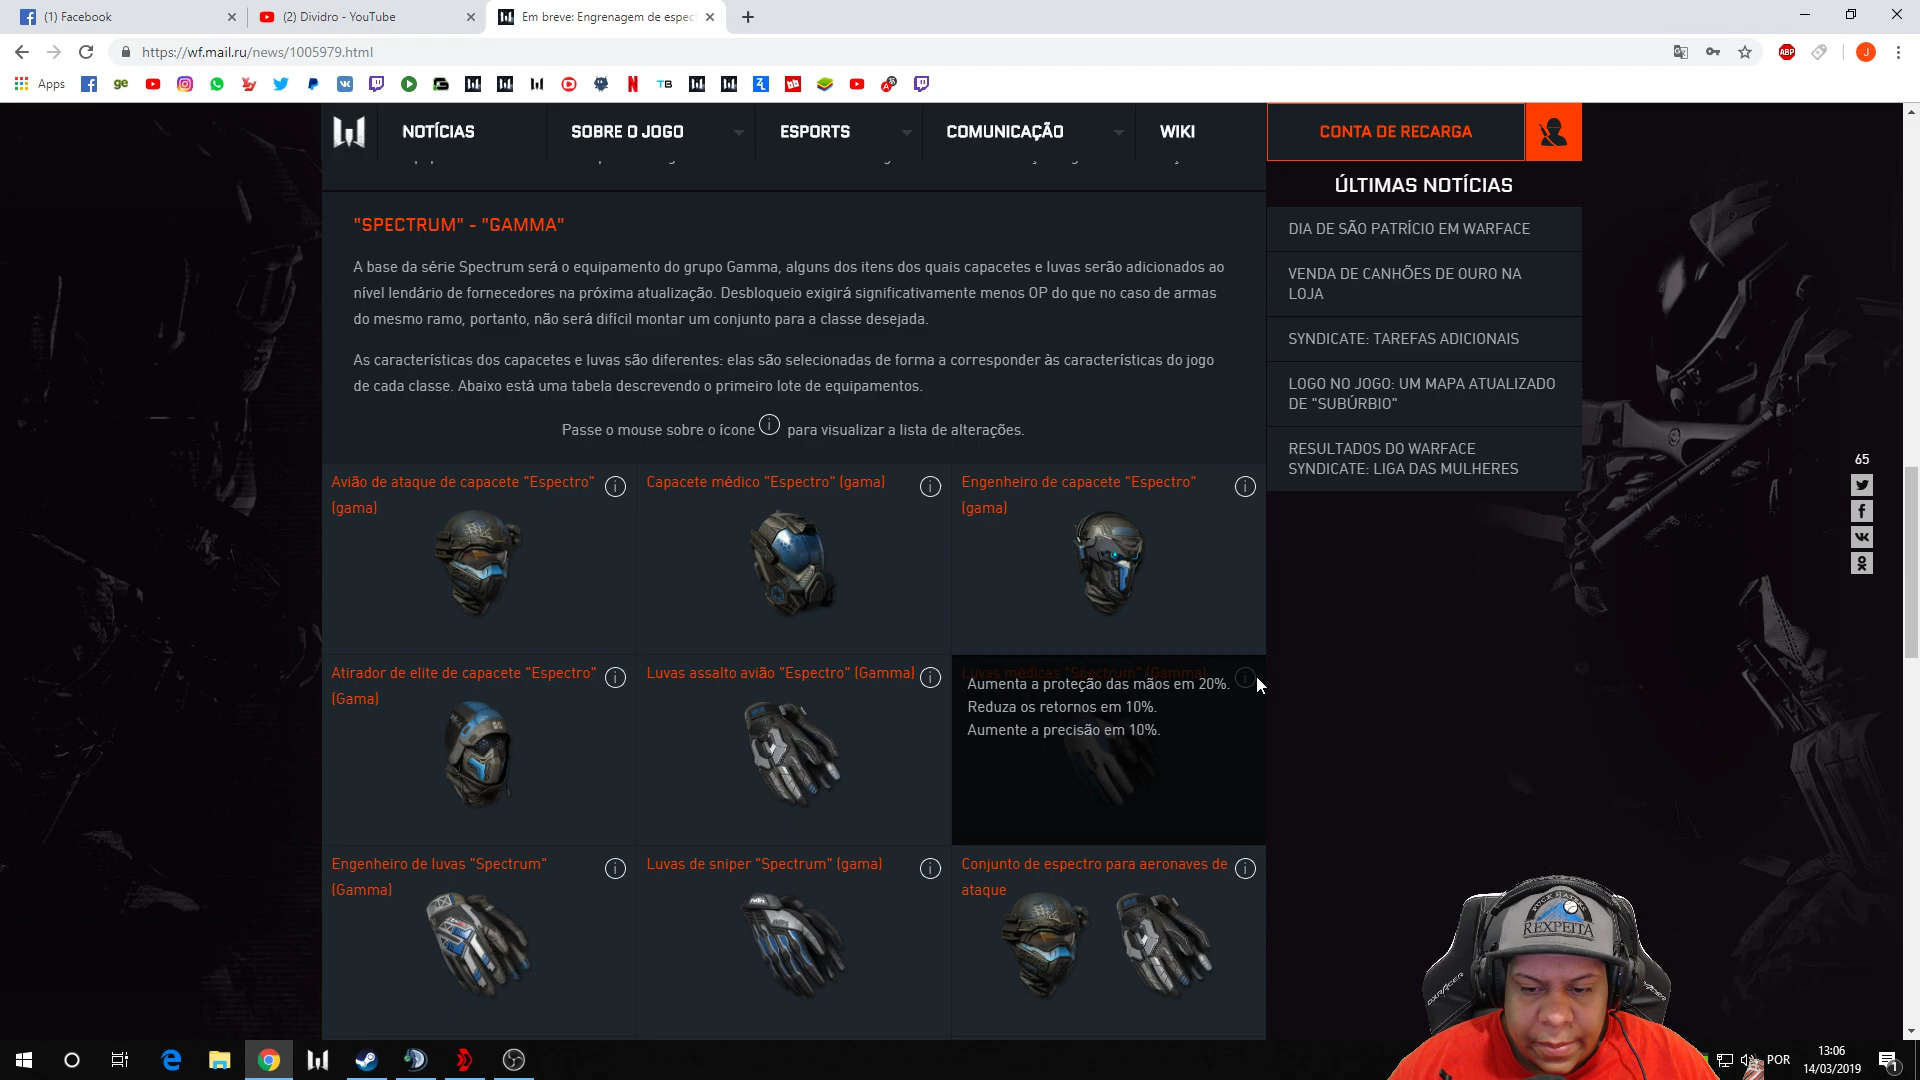 (1) Facebook
(2) Dividro - YouTube
Em breve: Engrenagem de espec
https://wf.mail.ru/news/1005979.html
ABP
J
Apps
ge
TB
NOTÍCIAS
SOBRE O JOGO
ESPORTS
COMUNICAÇÃO
WIKI
CONTA DE RECARGA
ÚLTIMAS NOTÍCIAS
DIA DE SÃO PATRÍCIO EM WARFACE
VENDA DE CANHÕES DE OURO NA
LOJA
SYNDICATE: TAREFAS ADICIONAIS
LOGO NO JOGO: UM MAPA ATUALIZADO
DE "SUBÚRBIO"
RESULTADOS DO WARFACE
SYNDICATE: LIGA DAS MULHERES
65
"SPECTRUM" - "GAMMA"
A base da série Spectrum será o equipamento do grupo Gamma, alguns dos itens dos quais capacetes e luvas serão adicionados ao
nível lendário de fornecedores na próxima atualização. Desbloqueio exigirá significativamente menos OP do que no caso de armas
do mesmo ramo, portanto, não será difícil montar um conjunto para a classe desejada.
As características dos capacetes e luvas são diferentes: elas são selecionadas de forma a corresponder às características do jogo
de cada classe. Abaixo está uma tabela descrevendo o primeiro lote de equipamentos.
Passe o mouse sobre o ícone i para visualizar a lista de alterações.
Avião de ataque de capacete "Espectro"
(gama)
Capacete médico "Espectro" (gama)
Engenheiro de capacete "Espectro"
(gama)
Atirador de elite de capacete "Espectro"
(Gama)
Luvas assalto avião "Espectro" (Gamma)
Luvas médicas "Spectrum" (Gamma)
Aumenta a proteção das mãos em 20%.
Reduza os retornos em 10%.
Aumente a precisão em 10%.
Engenheiro de luvas "Spectrum"
(Gamma)
Luvas de sniper "Spectrum" (gama)
Conjunto de espectro para aeronaves de
ataque
REXPEITA
DXRACER
POR
13:06
14/03/2019
1